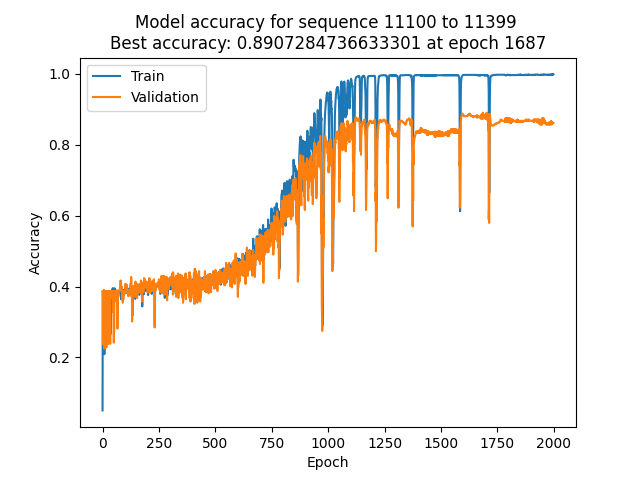 Model accuracy for sequence 11100 to 11399
Best accuracy: 0.8907284736633301 at epoch 1687
Train
Validation
1.0
0.8
0.6
0.4
0.2
Accuracy
0 250 500 750 1000 1250 1500 1750 2000
Epoch